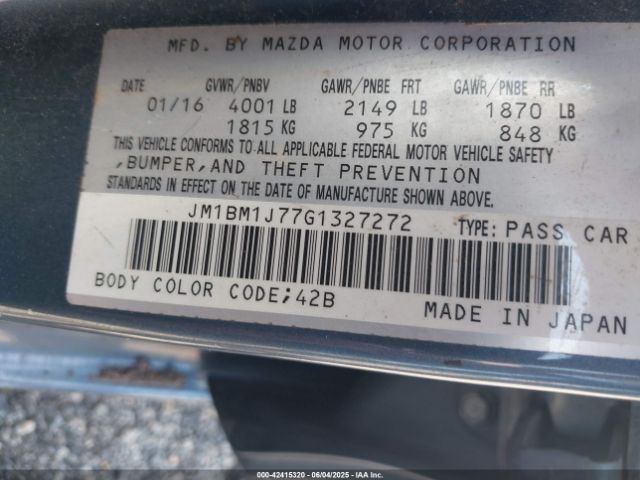 MFD. BY MAZDA MOTOR CORPORATION
DATE GVWR/PNBV GAWR/PNBE FRT GAWR/PNBE RR
01/16 4001 LB 2149 LB 1870 LB
1815 KG 975 KG 848 KG
THIS VEHICLE CONFORMS TO ALL APPLICABLE FEDERAL MOTOR VEHICLE SAFETY
,BUMPER,AND THEFT PREVENTION
STANDARDS IN EFFECT ON THE DATE OF MANUFACTURE SHOWN ABOVE.
JM1BM1J77G1327272 TYPE: PASS CAR
BODY COLOR CODE;42B MADE IN JAPAN
000-42415320 - 06/04/2025 - IAAI, Inc.